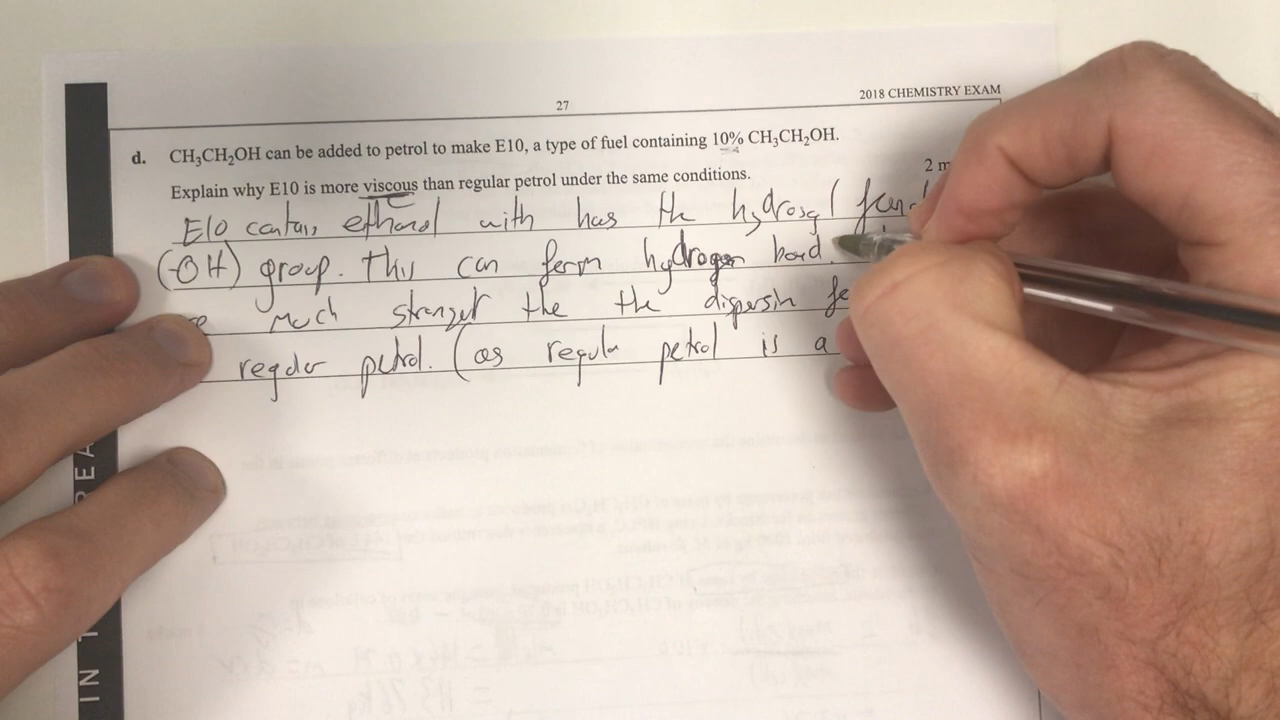 27
2018 CHEMISTRY EXAM
d. CH₃CH₂OH can be added to petrol to make E10, a type of fuel containing 10% CH₃CH₂OH.
Explain why E10 is more viscous than regular petrol under the same conditions.
2 m
E10 contains ethanol with has the hydroxyl
(-OH) group. This can form hydrogen bond.
much stronger the the dispersin
regular petrol. (as regular petrol is a
IN T REA